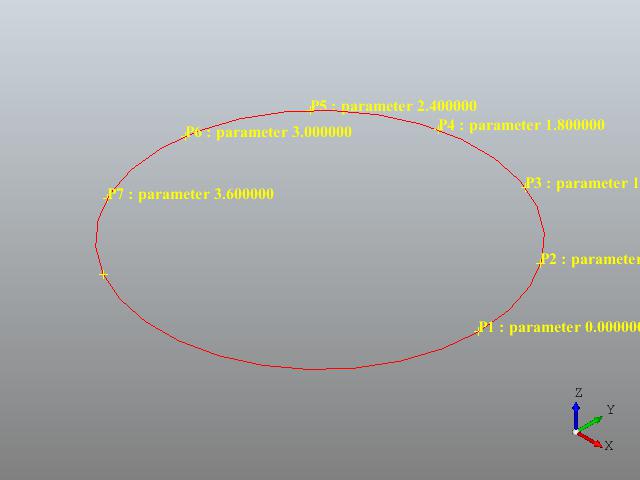 P5 : parameter 2.400000
P4 : parameter 1.800000
P6 : parameter 3.000000
P3 : parameter 1
P7 : parameter 3.600000
P2 : parameter
P1 : parameter 0.000000
Z
Y
X